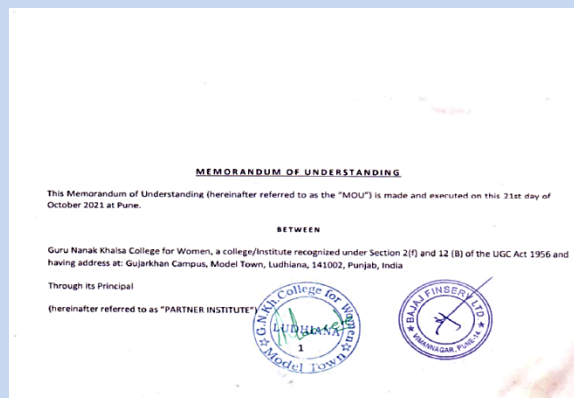 MEMORANDUM OF UNDERSTANDING
This Memorandum of Understanding (hereinafter referred to as the "MOU") is made and executed on this 21st day of
October 2021 at Pune.
BETWEEN
Guru Nanak Khalsa College for Women, a college/Institute recognized under Section 2(f) and 12 (B) of the UGC Act 1956 and
having address at: Gujarkhan Campus, Model Town, Ludhiana, 141002, Punjab, India
Through its Principal
(hereinafter referred to as "PARTNER INSTITUTE")
G.N.Kh.College for Women
LUDHIANA
1
Model Town
BAJAJ FINSERV LTD
VIMANNAGAR, PUNE-14